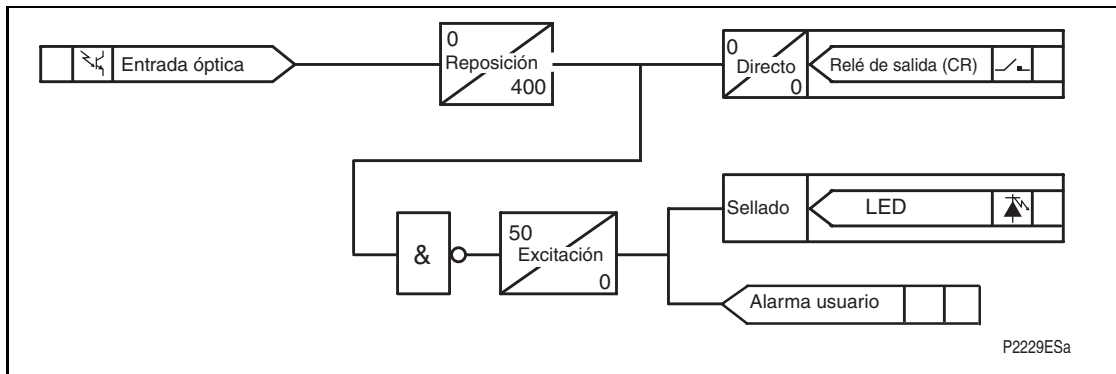 Entrada óptica
0
Reposición
400
0
Directo
0
Relé de salida (CR)
&
50
Excitación
0
Sellado
LED
Alarma usuario
P2229ESa